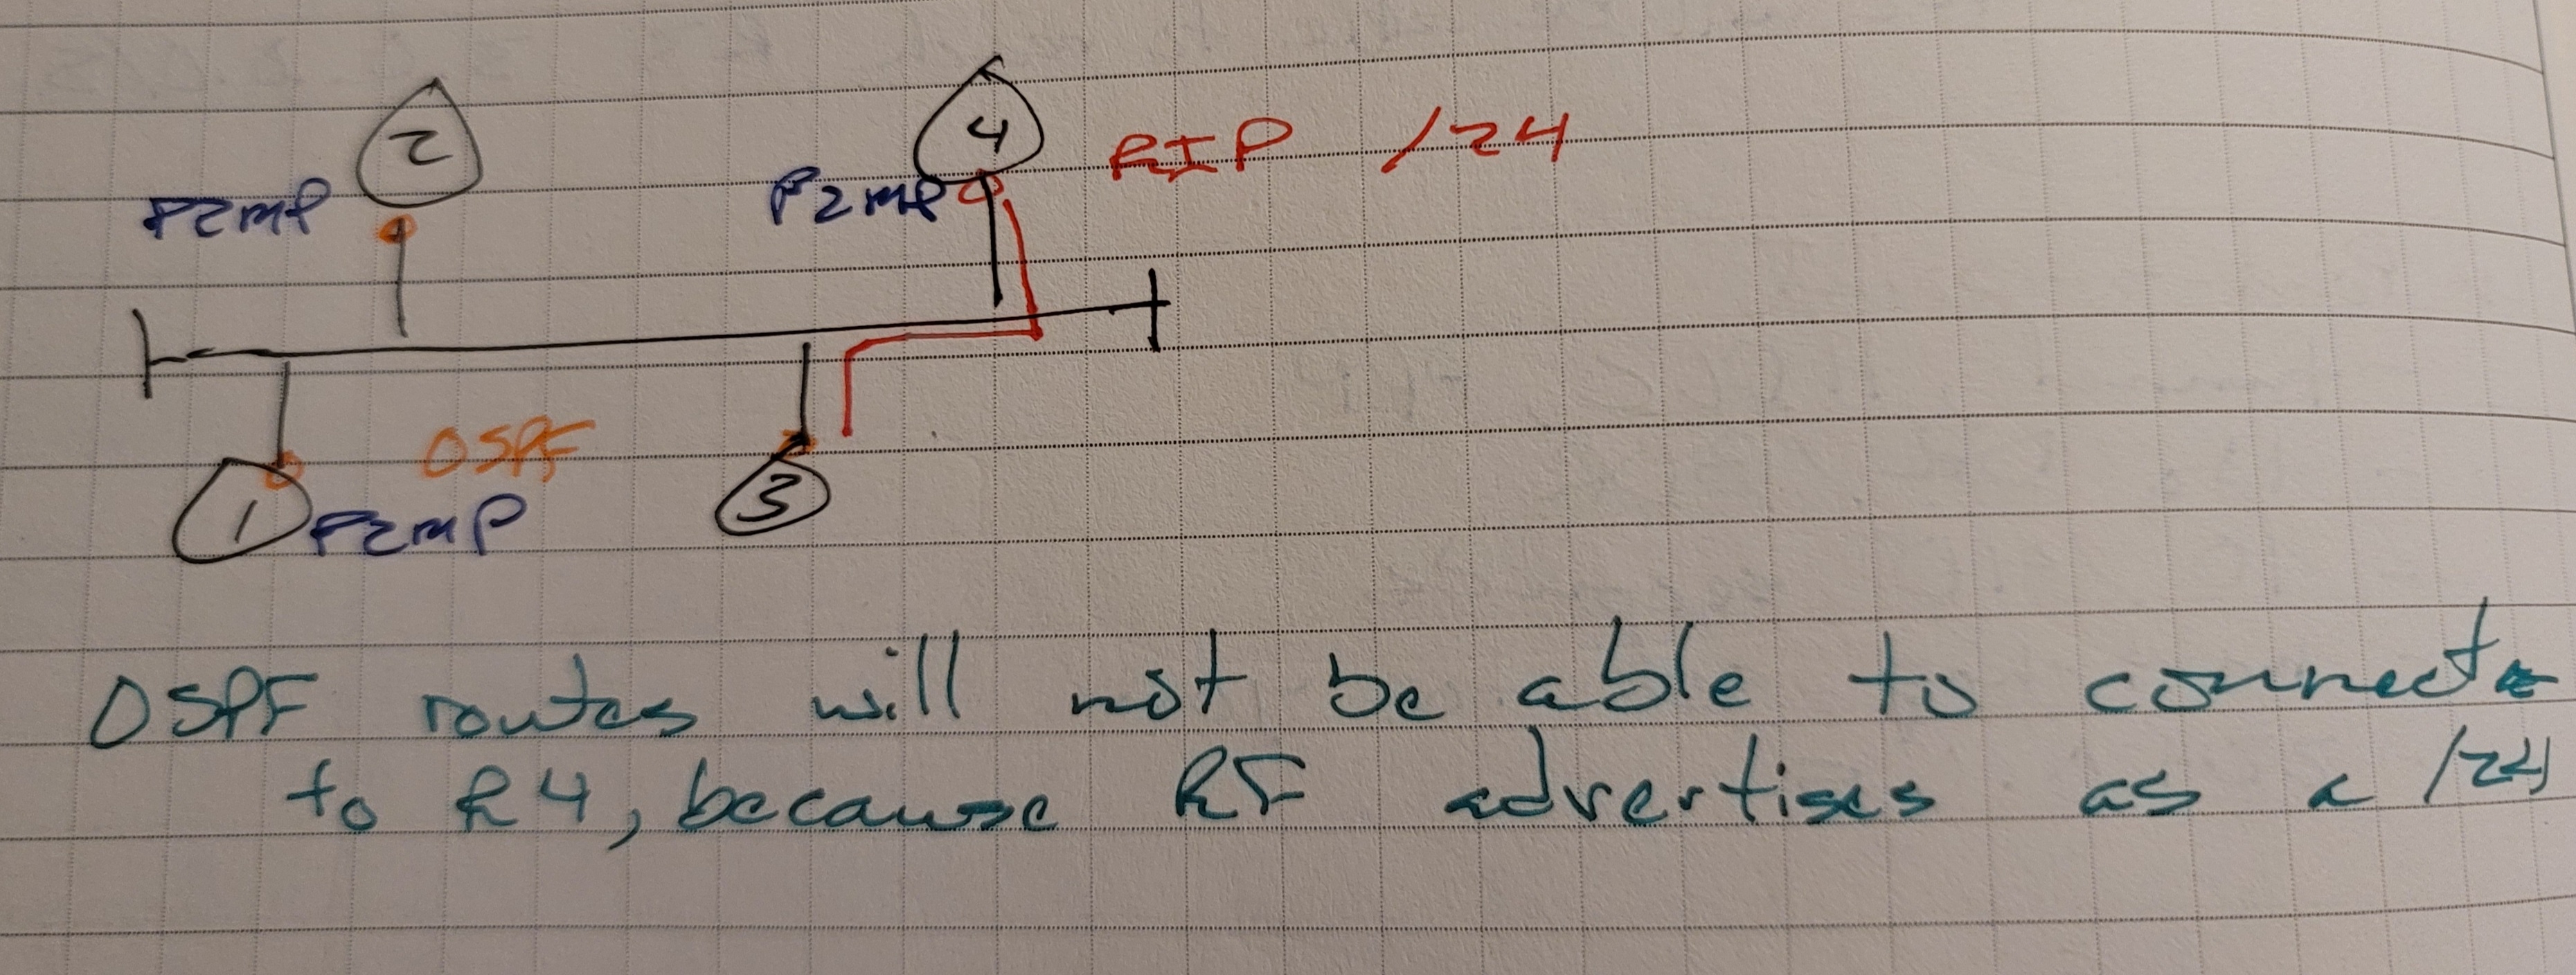 2
4
RIP /24
P2MP
P2MP
OSPF
1
P2MP
3
OSPF routes will not be able to connect
to R4, because RF advertises as a /24